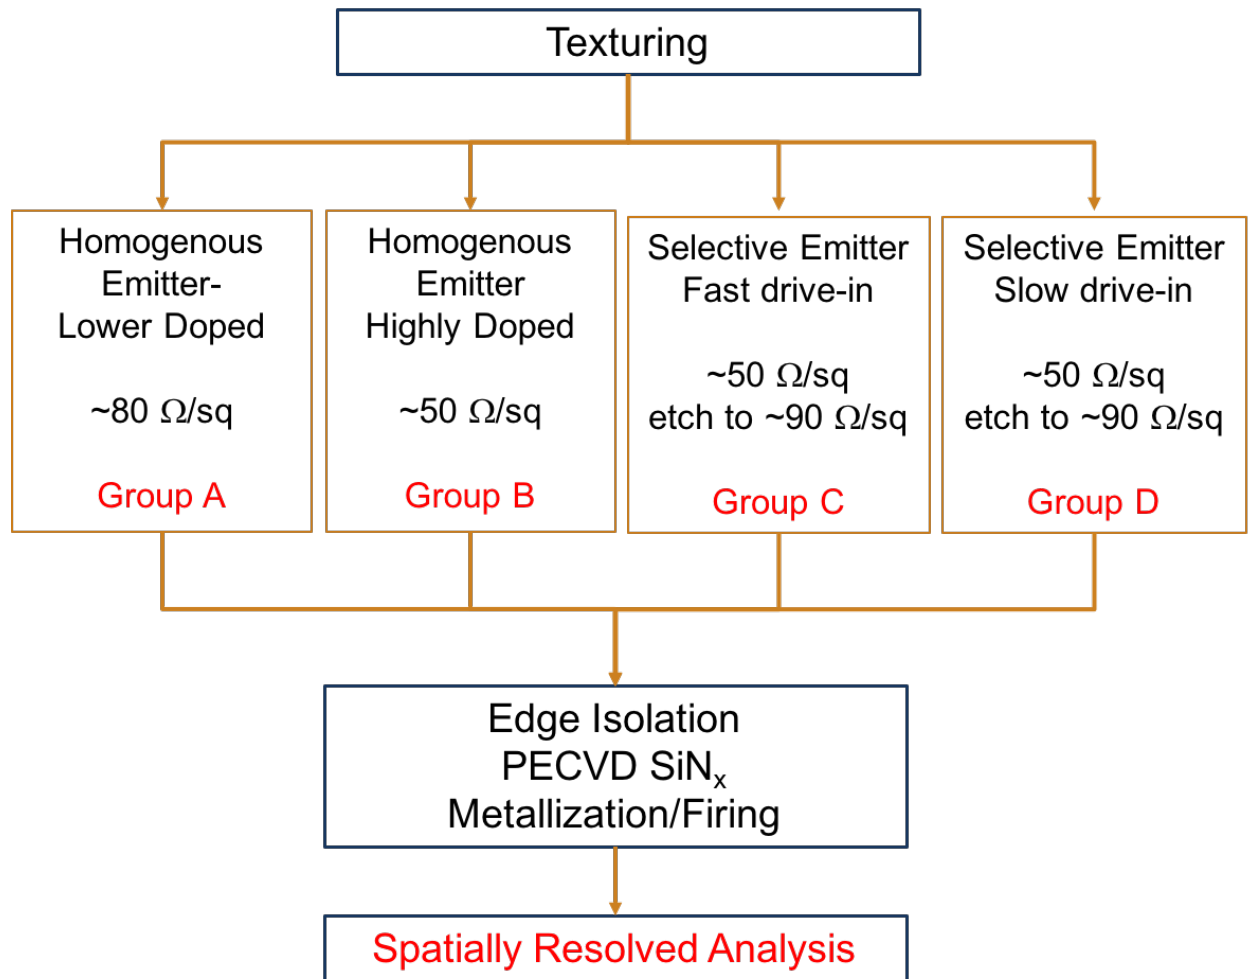 Texturing
Homogenous
Emitter-
Lower Doped
~80 Ω/sq
Group A
Homogenous
Emitter
Highly Doped
~50 Ω/sq
Group B
Selective Emitter
Fast drive-in
~50 Ω/sq
etch to ~90 Ω/sq
Group C
Selective Emitter
Slow drive-in
~50 Ω/sq
etch to ~90 Ω/sq
Group D
Edge Isolation
PECVD SiNₓ
Metallization/Firing
Spatially Resolved Analysis